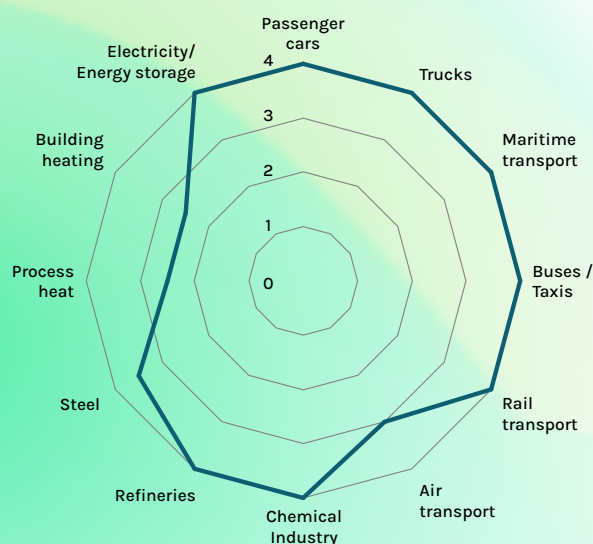 Passenger
cars
Trucks
Maritime
transport
Buses /
Taxis
Rail
transport
Air
transport
Chemical
Industry
Refineries
Steel
Process
heat
Building
heating
Electricity/
Energy storage
4
3
2
1
0